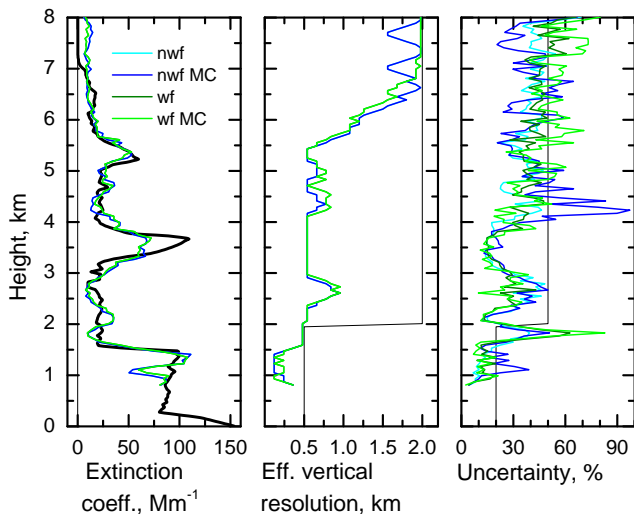 8
7
6
5
4
3
2
1
0
Height, km
nwf
nwf MC
wf
wf MC
0 50 100 150
0.5 1.0 1.5 2.0
0 30 60 90
Extinction
coeff., Mm⁻¹
Eff. vertical
resolution, km
Uncertainty, %